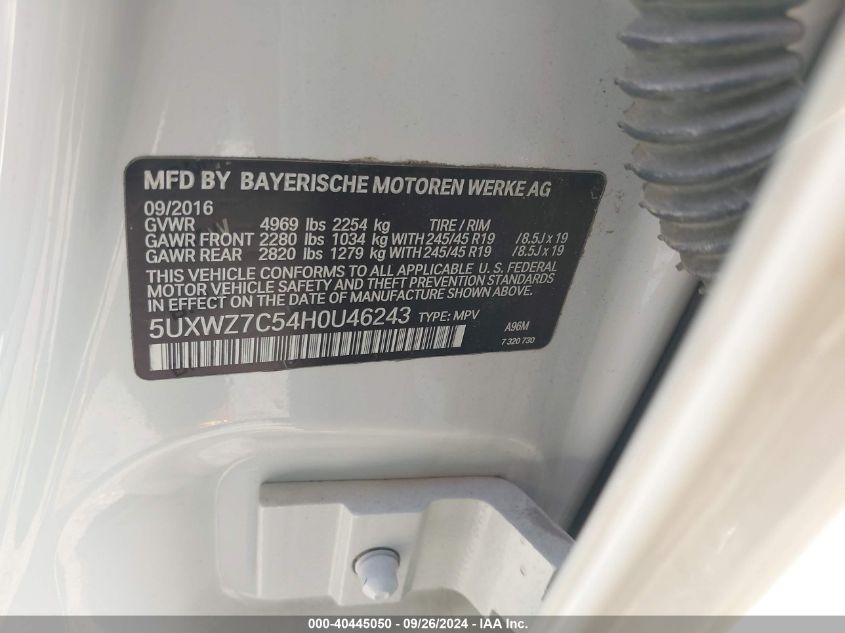 MFD BY BAYERISCHE MOTOREN WERKE AG
09/2016
GVWR 4969 lbs 2254 kg TIRE / RIM
GAWR FRONT 2280 lbs 1034 kg WITH 245/45 R19 /8.5J x 19
GAWR REAR 2820 lbs 1279 kg WITH 245/45 R19 /8.5J x 19
THIS VEHICLE CONFORMS TO ALL APPLICABLE U.S. FEDERAL
MOTOR VEHICLE SAFETY AND THEFT PREVENTION STANDARDS
IN EFFECT ON THE DATE OF MANUFACTURE SHOWN ABOVE.
5UXWZ7C54H0U46243 TYPE: MPV A96M
7 320 730
000-40445050 - 09/26/2024 - IAAI.COM